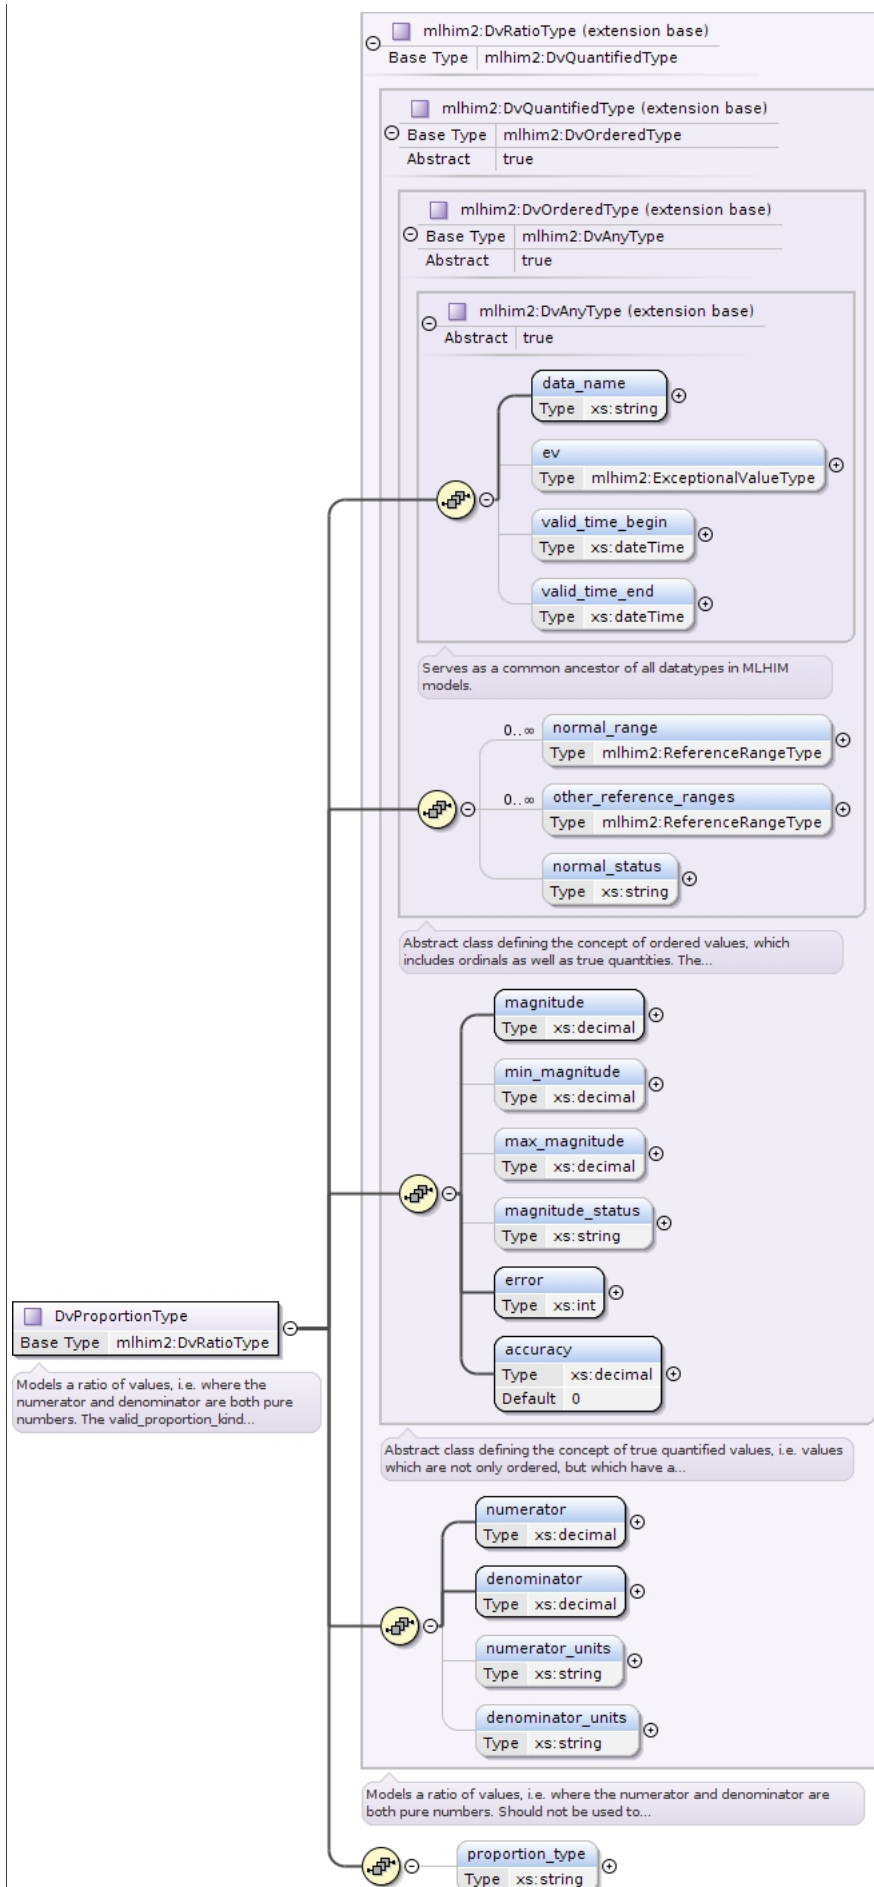 mlhim2:DvRatioType (extension base)
Base Type mlhim2:DvQuantifiedType
mlhim2:DvQuantifiedType (extension base)
Base Type mlhim2:DvOrderedType
Abstract true
mlhim2:DvOrderedType (extension base)
Base Type mlhim2:DvAnyType
Abstract true
mlhim2:DvAnyType (extension base)
Abstract true
data_name
Type xs:string
ev
Type mlhim2:ExceptionalValueType
valid_time_begin
Type xs:dateTime
valid_time_end
Type xs:dateTime
Serves as a common ancestor of all datatypes in MLHIM
models.
0..∞ normal_range
Type mlhim2:ReferenceRangeType
0..∞ other_reference_ranges
Type mlhim2:ReferenceRangeType
normal_status
Type xs:string
Abstract class defining the concept of ordered values, which
includes ordinals as well as true quantities. The...
magnitude
Type xs:decimal
min_magnitude
Type xs:decimal
max_magnitude
Type xs:decimal
magnitude_status
Type xs:string
error
Type xs:int
accuracy
Type xs:decimal
Default 0
DvProportionType
Base Type mlhim2:DvRatioType
Models a ratio of values, i.e. where the
numerator and denominator are both pure
numbers. The valid_proportion_kind...
Abstract class defining the concept of true quantified values, i.e. values
which are not only ordered, but which have a...
numerator
Type xs:decimal
denominator
Type xs:decimal
numerator_units
Type xs:string
denominator_units
Type xs:string
Models a ratio of values, i.e. where the numerator and denominator are
both pure numbers. Should not be used to...
proportion_type
Type xs:string